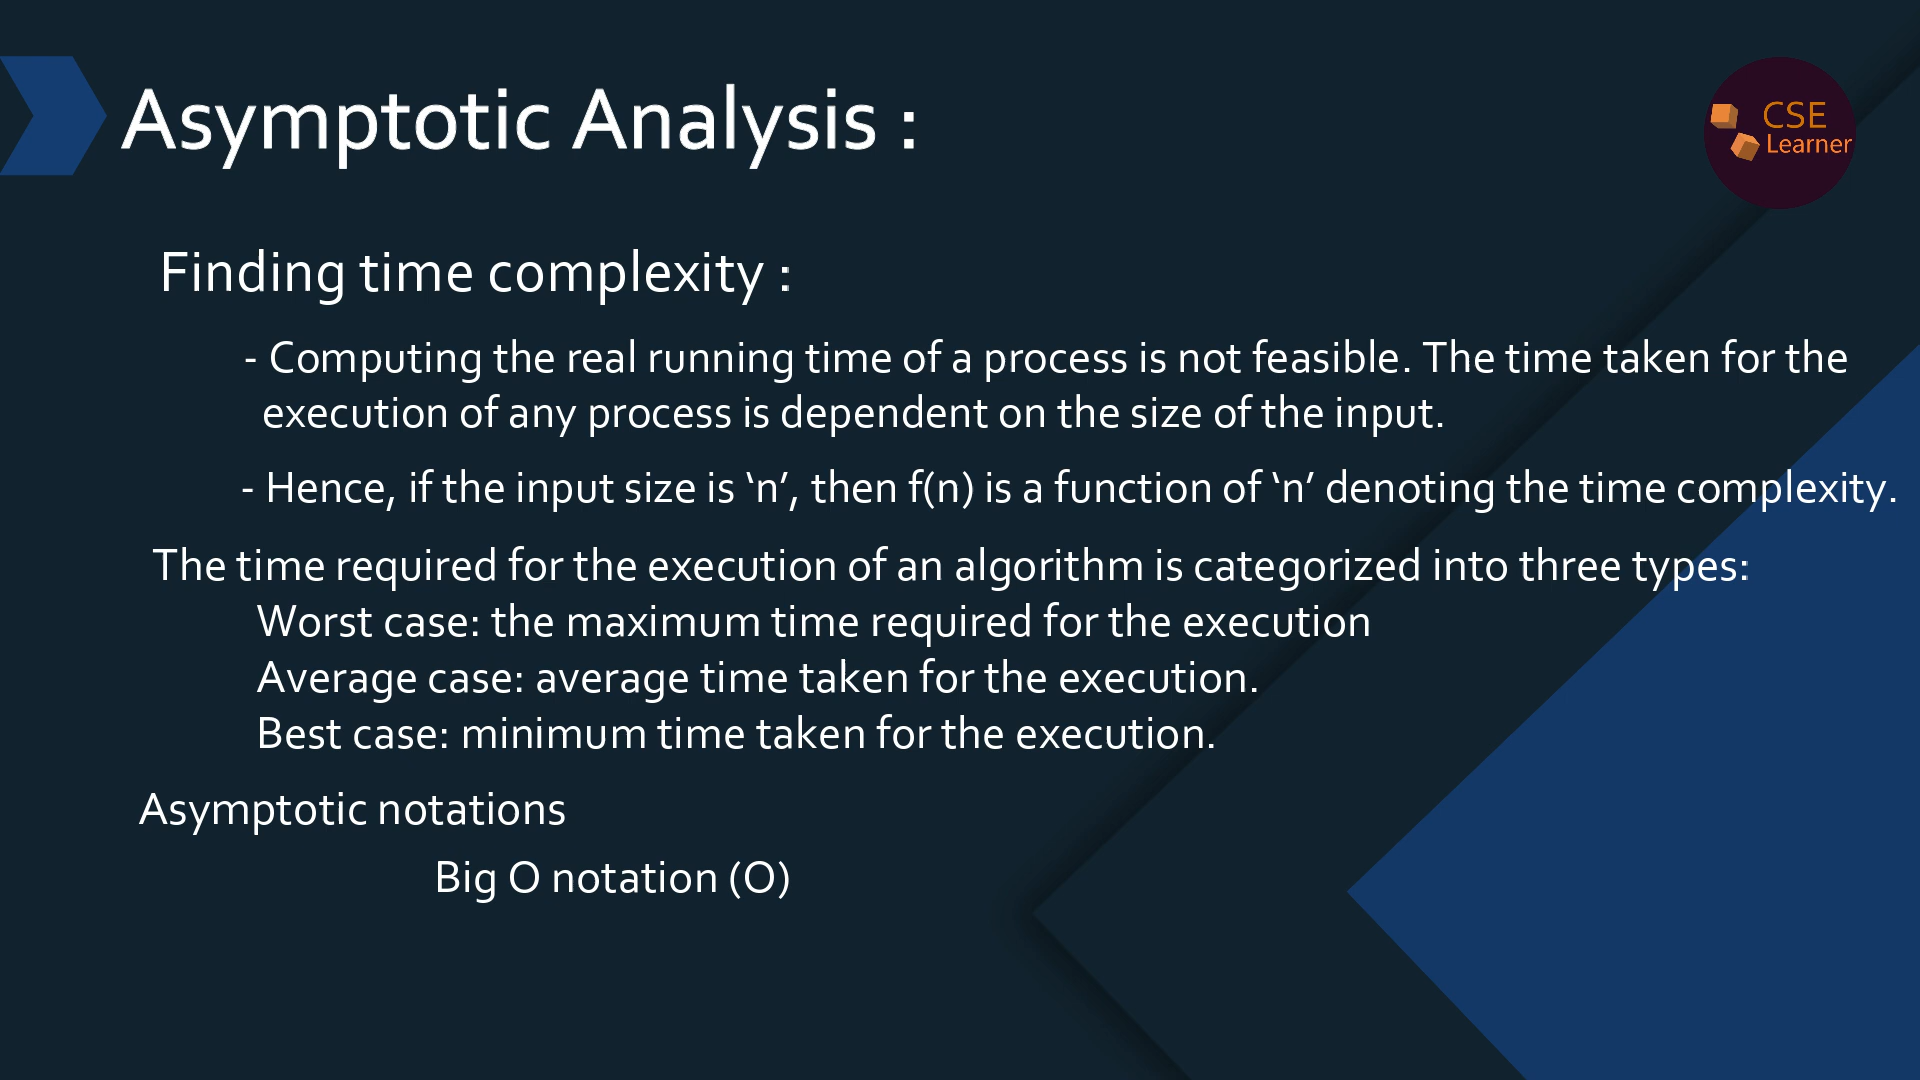 Asymptotic Analysis :
CSE
Learner
Finding time complexity :
- Computing the real running time of a process is not feasible. The time taken for the
execution of any process is dependent on the size of the input.
- Hence, if the input size is ‘n’, then f(n) is a function of ‘n’ denoting the time complexity.
The time required for the execution of an algorithm is categorized into three types:
Worst case: the maximum time required for the execution
Average case: average time taken for the execution.
Best case: minimum time taken for the execution.
Asymptotic notations
Big O notation (O)